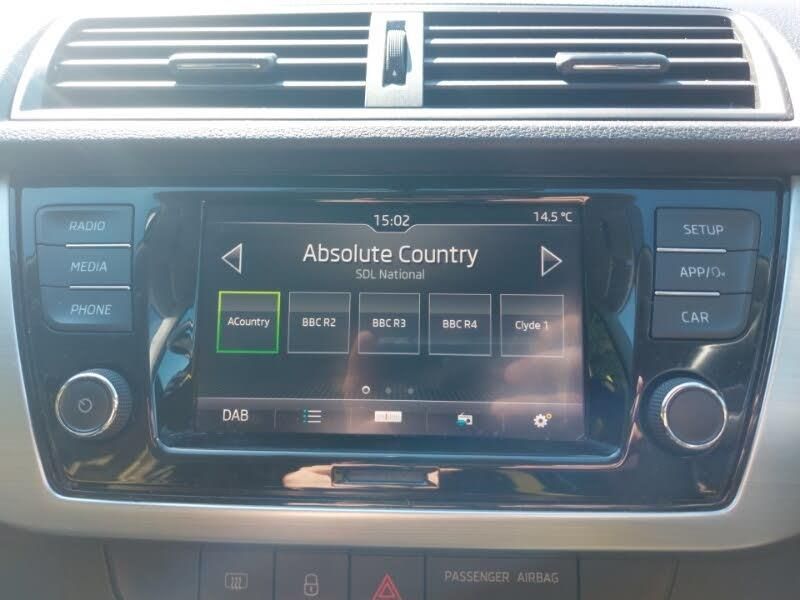 15:02
14.5 °C
RADIO
MEDIA
PHONE
Absolute Country
SDL National
ACountry
BBC R2
BBC R3
BBC R4
Clyde 1
DAB
SETUP
APP/
CAR
PASSENGER AIRBAG